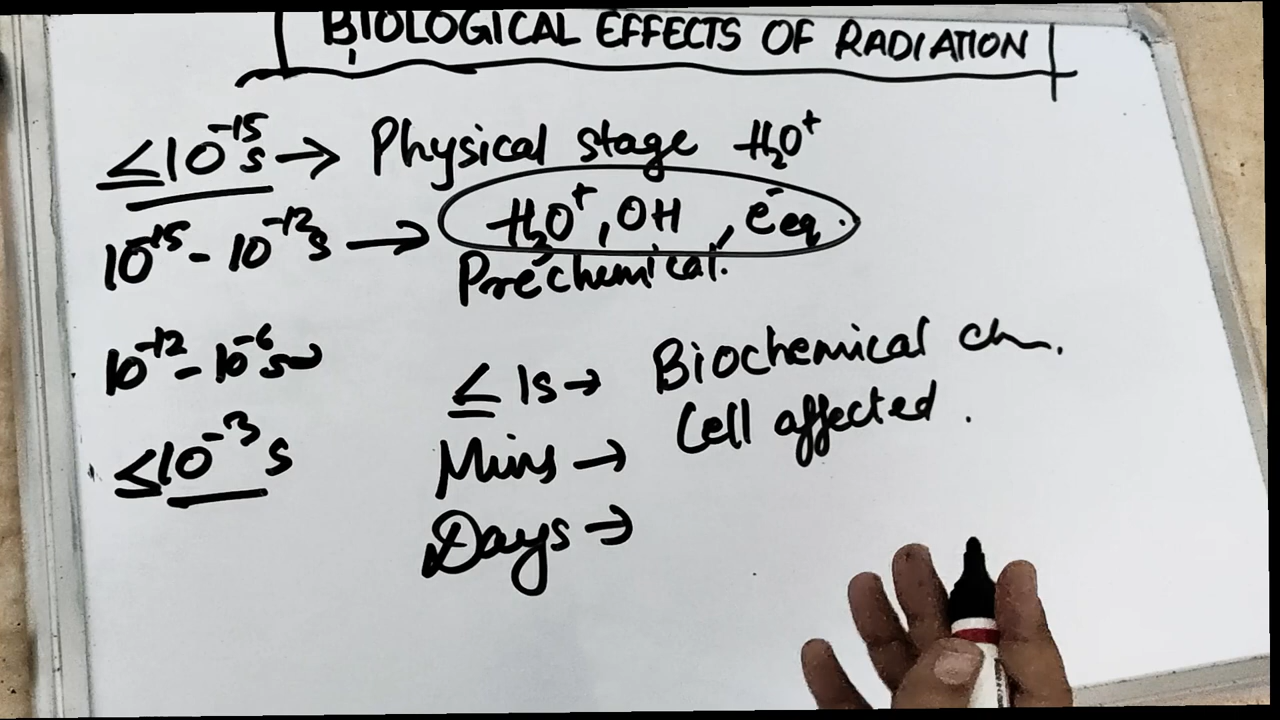 BIOLOGICAL EFFECTS OF RADIATION
≤10⁻¹⁵s → Physical stage H₂O⁺
10⁻¹⁵ - 10⁻¹²s → H₃O⁺, OH, e⁻eq.
Prechemical.
10⁻¹² - 10⁻⁶s
≤10⁻³s
≤ 1s → Biochemical ch.
Mins → Cell affected.
Days →